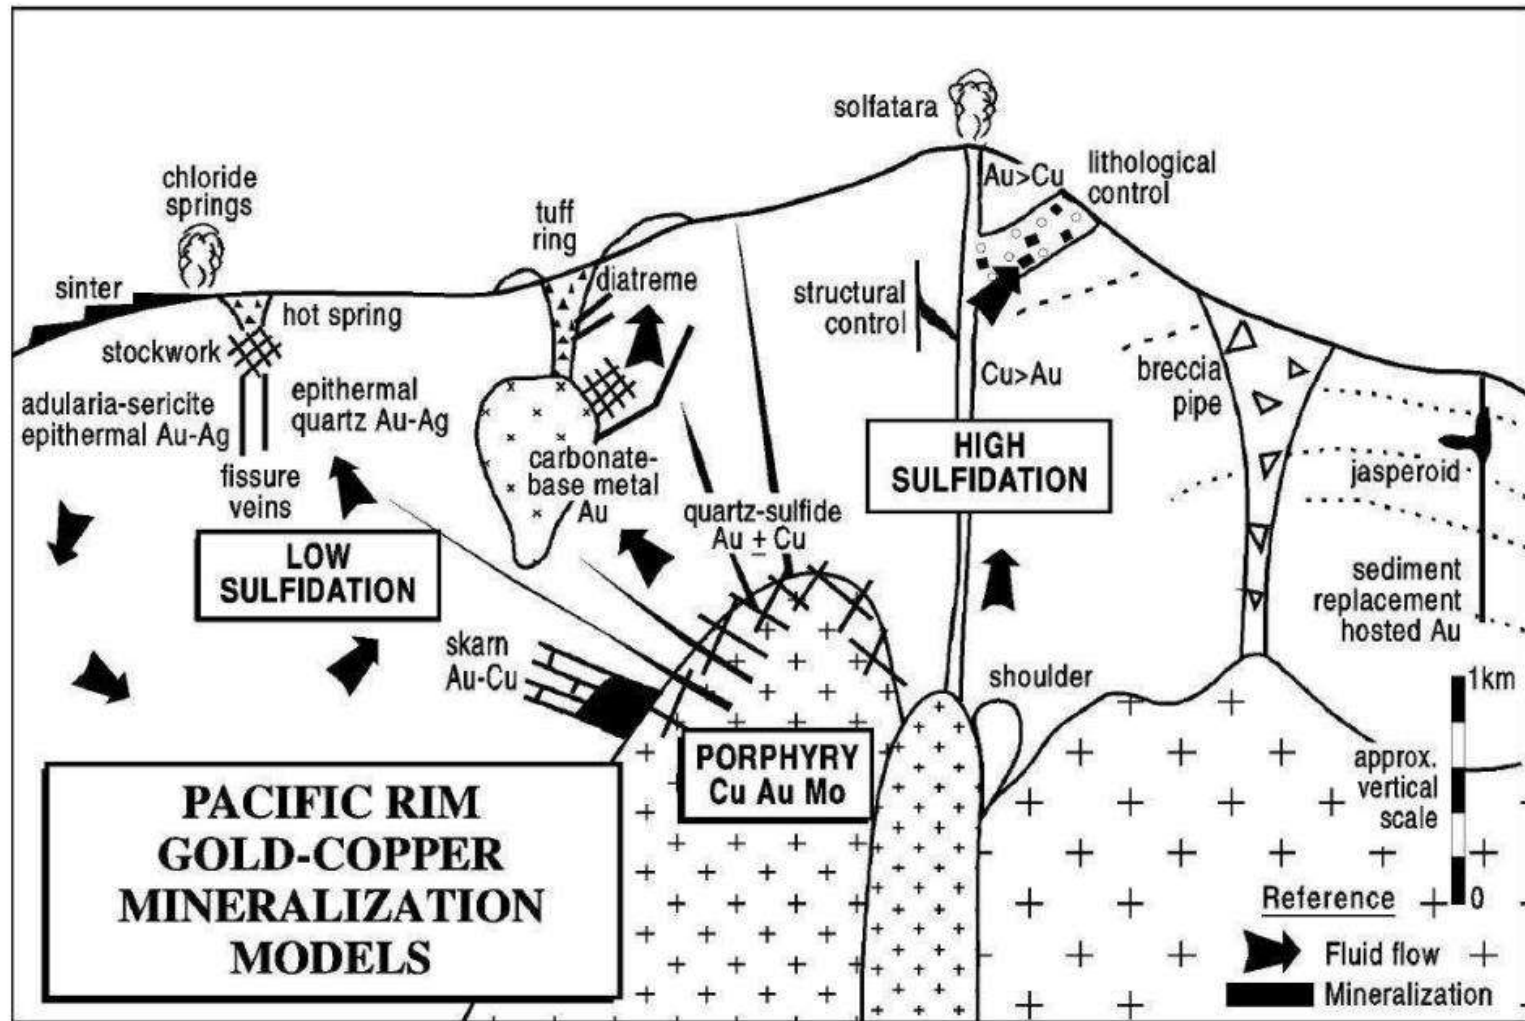 solfatara
chloride
springs
Au>Cu
lithological
control
tuff
ring
sinter
diatreme
hot spring
structural
control
stockwork
Cu>Au
breccia
pipe
adularia-sericite
epithermal Au-Ag
epithermal
quartz Au-Ag
fissure
veins
carbonate-
base metal
Au
HIGH
SULFIDATION
jasperoid
quartz-sulfide
Au ± Cu
LOW
SULFIDATION
sediment
replacement
hosted Au
skarn
Au-Cu
shoulder
1km
PORPHYRY
Cu Au Mo
approx.
vertical
scale
0
PACIFIC RIM
GOLD-COPPER
MINERALIZATION
MODELS
Reference
Fluid flow
Mineralization